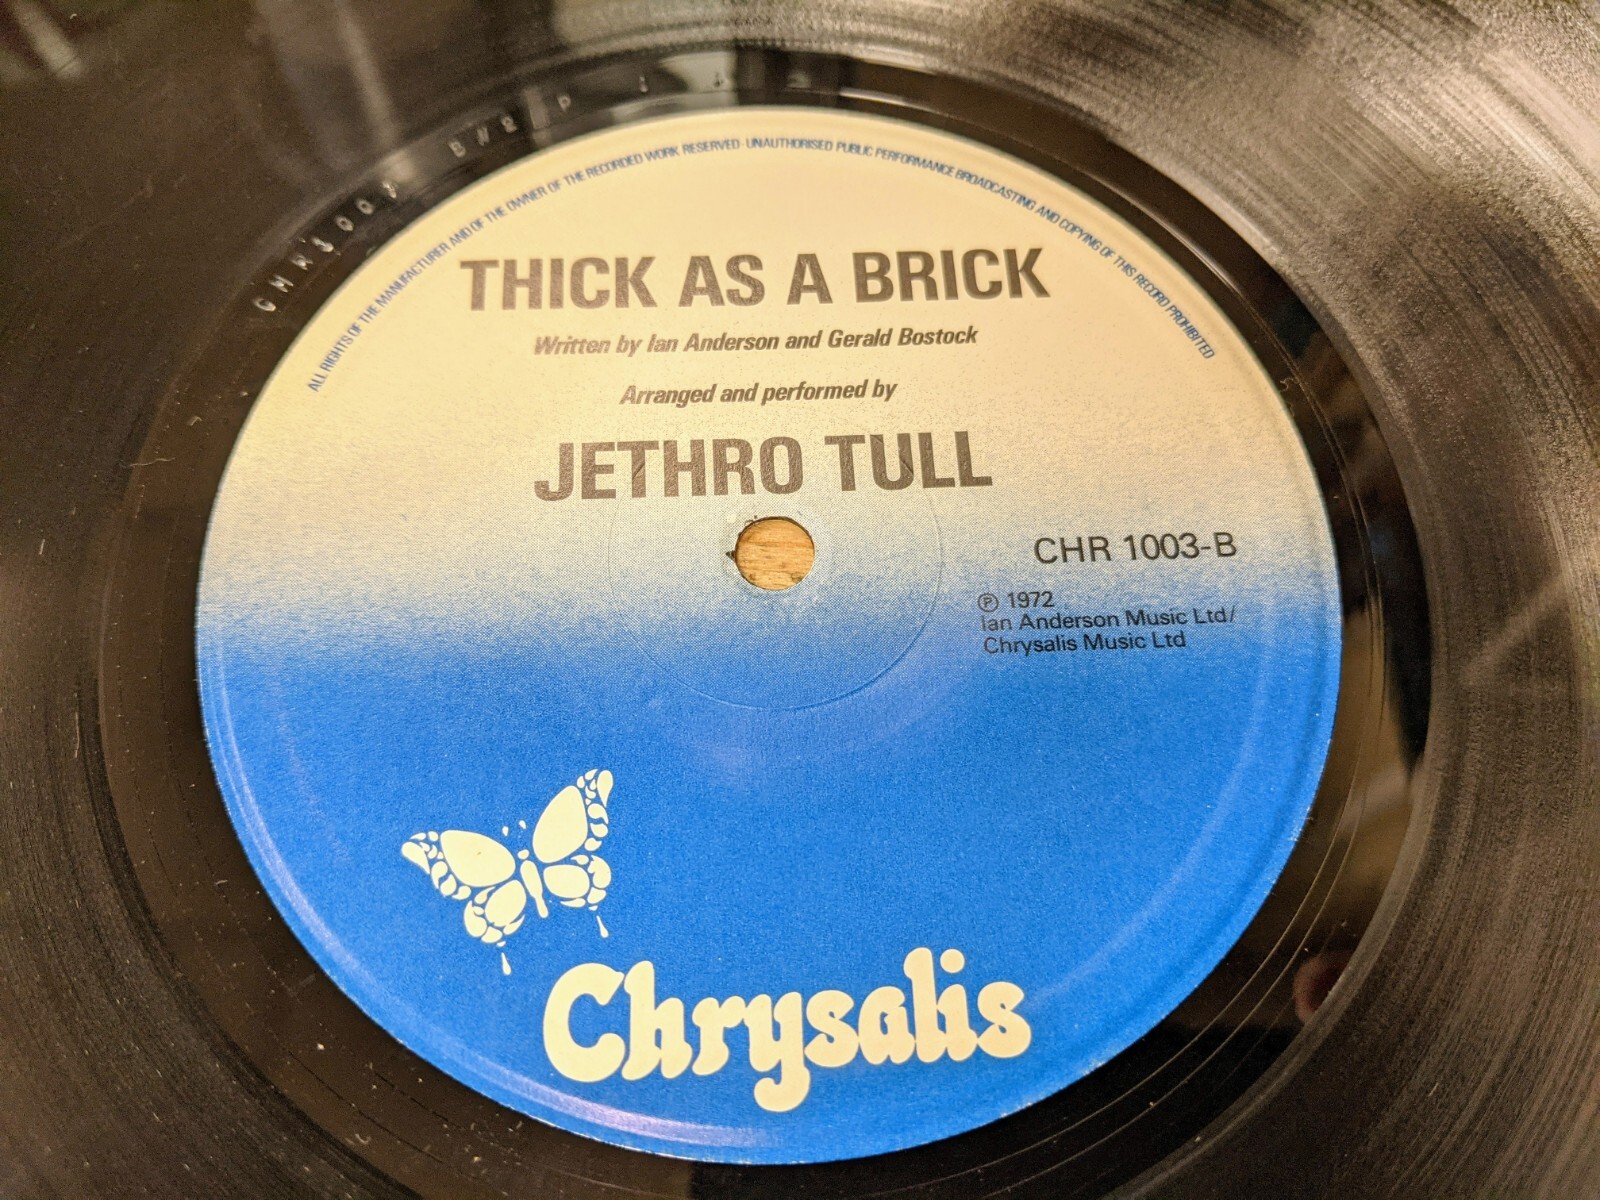 ALL RIGHTS OF THE MANUFACTURER AND OF THE OWNER OF THE RECORDED WORK RESERVED · UNAUTHORISED PUBLIC PERFORMANCE BROADCASTING AND COPYING OF THIS RECORD PROHIBITED
THICK AS A BRICK
Written by Ian Anderson and Gerald Bostock
Arranged and performed by
JETHRO TULL
CHR 1003-B
℗ 1972
Ian Anderson Music Ltd/
Chrysalis Music Ltd
Chrysalis